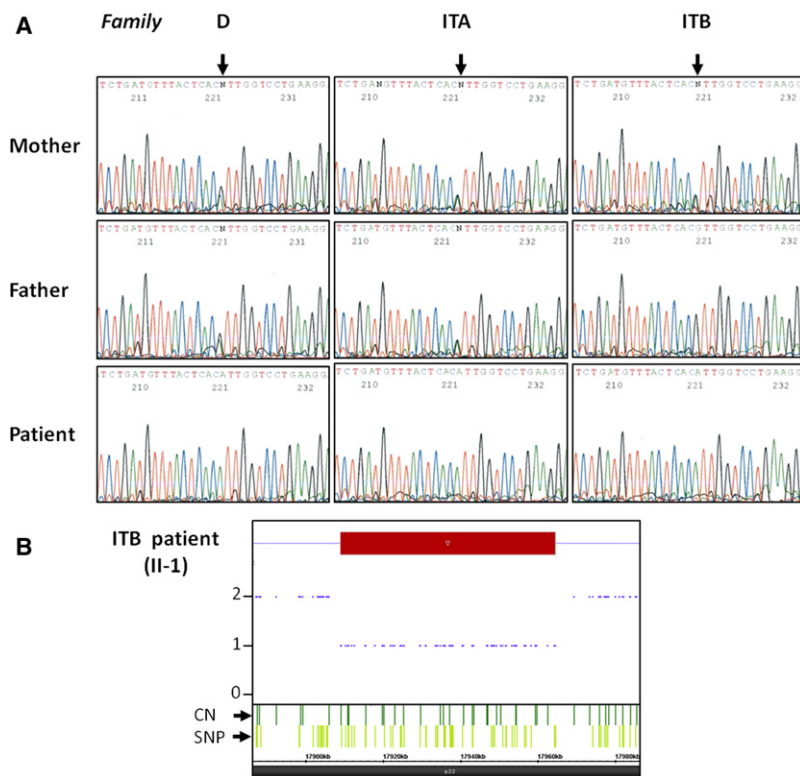 A
Family D ITA ITB
Mother
TCTGATGTTTACTCACNTTGGTCCTGAAGG
211 221 231
TCTGANGTTTACTCACNTTGGTCCTGAAGG
210 221 232
TCTGATGTTTACTCACNTTGGTCCTGAAGG
210 221 232
Father
TCTGATGTTTACTCACNTTGGTCCTGAAGG
211 221 231
TCTGATGTTTACTCACNTTGGTCCTGAAGG
210 221 232
TCTGATGTTTACTCACGTTGGTCCTGAAGG
210 221 232
Patient
TCTGATGTTTACTCACATTGGTCCTGAAGG
210 221 232
TCTGATGTTTACTCACATTGGTCCTGAAGG
210 221 232
TCTGATGTTTACTCACATTGGTCCTGAAGG
210 221 232
B
ITB patient
(II-1)
2
1
0
CN
SNP
17900kb 17920kb 17940kb 17960kb 17980kb
p22